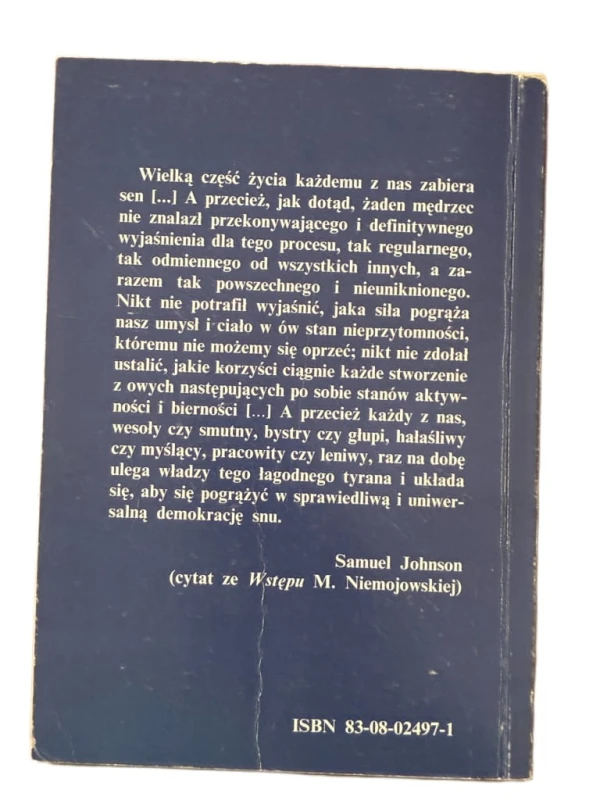 Wielką część życia każdemu z nas zabiera
sen [...] A przecież, jak dotąd, żaden mędrzec
nie znalazł przekonywającego i definitywnego
wyjaśnienia dla tego procesu, tak regularnego,
tak odmiennego od wszystkich innych, a za-
razem tak powszechnego i nieuniknionego.
Nikt nie potrafił wyjaśnić, jaka siła pogrąża
nasz umysł i ciało w ów stan nieprzytomności,
któremu nie możemy się oprzeć; nikt nie zdołał
ustalić, jakie korzyści ciągnie każde stworzenie
z owych następujących po sobie stanów aktyw-
ności i bierności [...] A przecież każdy z nas,
wesoły czy smutny, bystry czy głupi, hałaśliwy
czy myślący, pracowity czy leniwy, raz na dobę
ulega władzy tego łagodnego tyrana i układa
się, aby się pogrążyć w sprawiedliwą i uniwer-
salną demokrację snu.
Samuel Johnson
(cytat ze Wstępu M. Niemojowskiej)
ISBN 83-08-02497-1